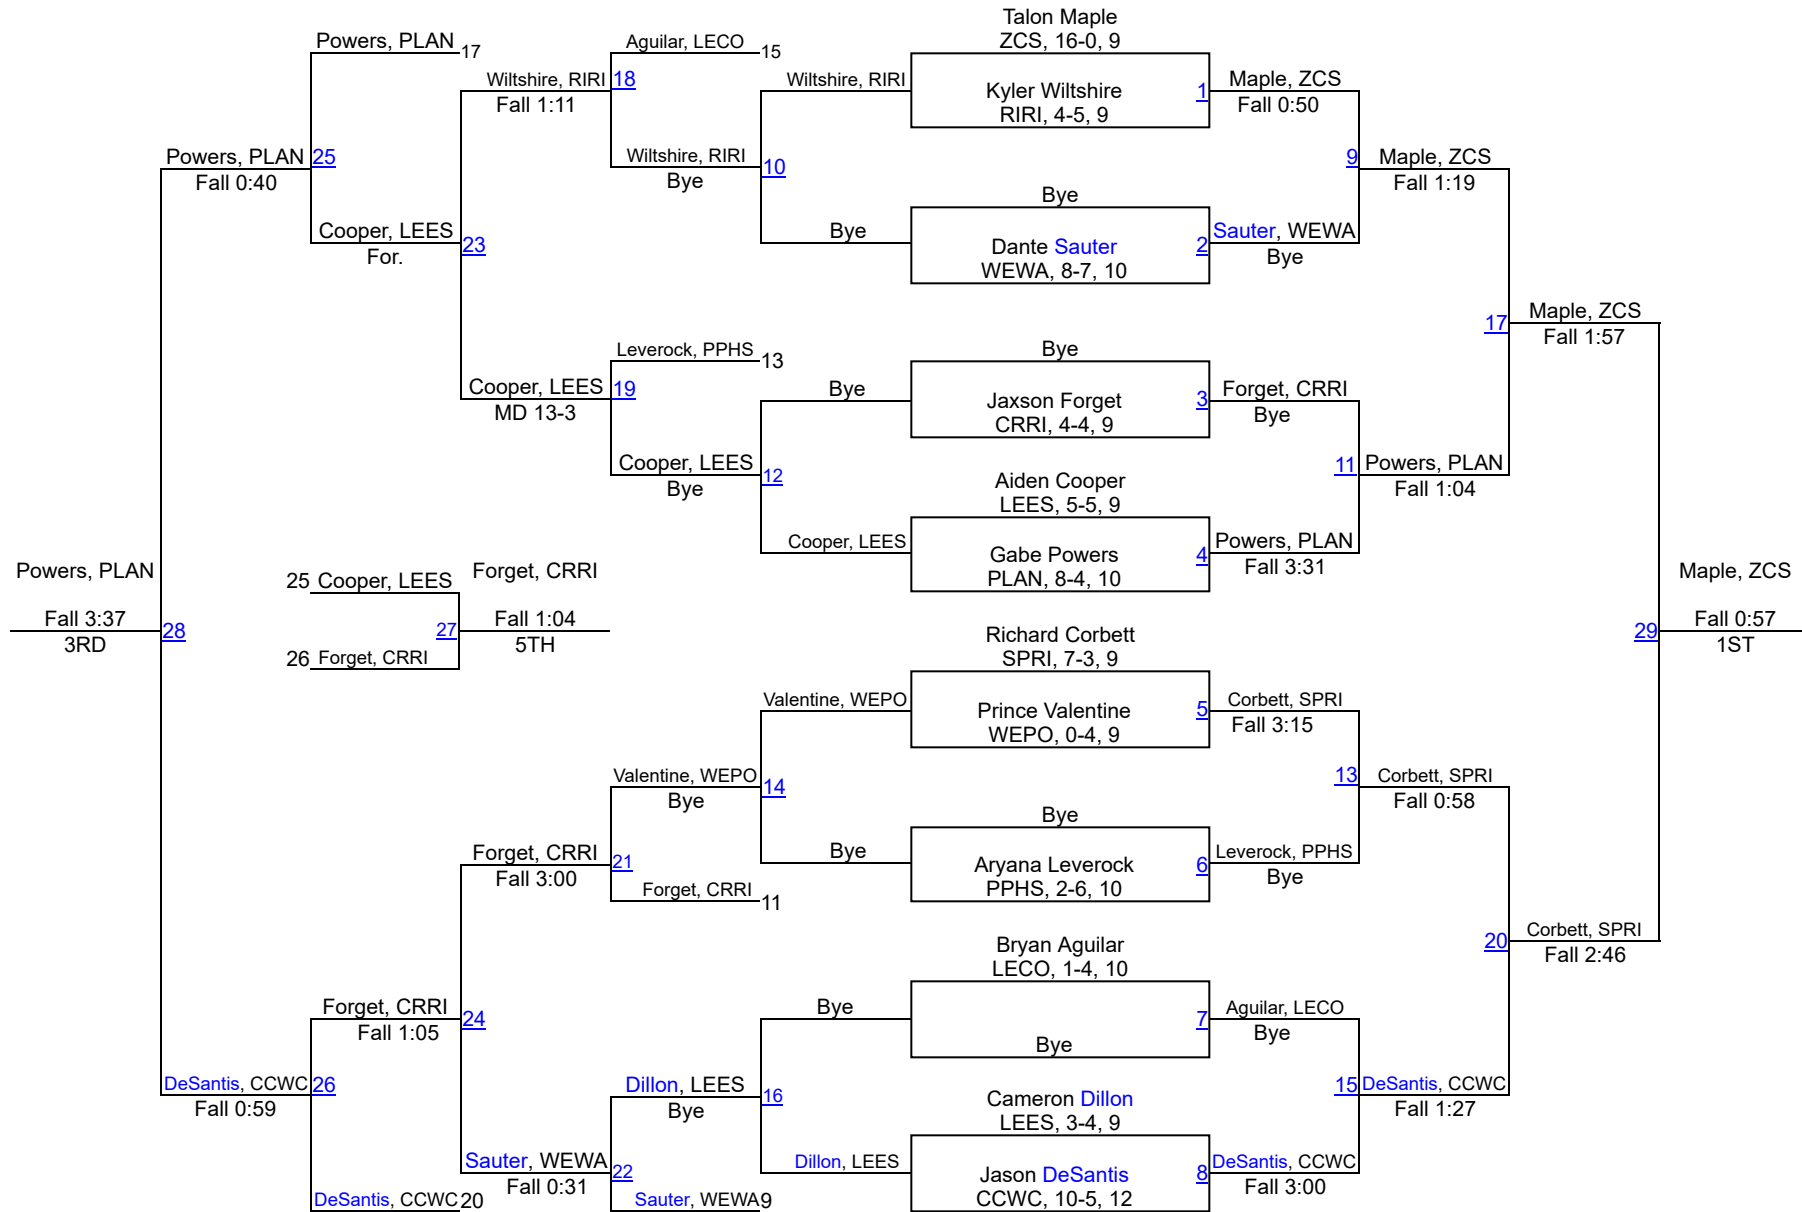 Talon Maple
Powers, PLAN
17
Aguilar, LECO
15
ZCS, 16-0, 9
Wiltshire, RIRI
18
Wiltshire, RIRI
Kyler Wiltshire
1
Maple, ZCS
Fall 1:11
RIRI, 4-5, 9
Fall 0:50
Powers, PLAN
25
Wiltshire, RIRI
10
9
Maple, ZCS
Fall 0:40
Bye
Fall 1:19
Bye
Cooper, LEES
23
Bye
Dante Sauter
2
Sauter, WEWA
For.
WEWA, 8-7, 10
Bye
17
Maple, ZCS
Fall 1:57
Leverock, PPHS
13
Bye
Cooper, LEES
19
Bye
Jaxson Forget
3
Forget, CRRI
MD 13-3
CRRI, 4-4, 9
Bye
Cooper, LEES
12
Aiden Cooper
11
Powers, PLAN
Bye
LEES, 5-5, 9
Fall 1:04
Cooper, LEES
Gabe Powers
4
Powers, PLAN
PLAN, 8-4, 10
Fall 3:31
Powers, PLAN
25
Cooper, LEES
Forget, CRRI
Maple, ZCS
Fall 3:37
28
27
Fall 1:04
29
Fall 0:57
3RD
26
Forget, CRRI
5TH
Richard Corbett
1ST
SPRI, 7-3, 9
Valentine, WEPO
Prince Valentine
5
Corbett, SPRI
WEPO, 0-4, 9
Fall 3:15
Valentine, WEPO
14
13
Corbett, SPRI
Bye
Fall 0:58
Bye
Forget, CRRI
21
Bye
Aryana Leverock
6
Leverock, PPHS
Fall 3:00
Forget, CRRI
11
PPHS, 2-6, 10
Bye
Bryan Aguilar
20
Corbett, SPRI
LECO, 1-4, 10
Fall 2:46
Forget, CRRI
24
Bye
7
Aguilar, LECO
Fall 1:05
Bye
Bye
DeSantis, CCWC
26
Dillon, LEES
16
Cameron Dillon
15
DeSantis, CCWC
Fall 0:59
Bye
LEES, 3-4, 9
Fall 1:27
Sauter, WEWA
22
Dillon, LEES
Jason DeSantis
8
DeSantis, CCWC
Fall 0:31
CCWC, 10-5, 12
Fall 3:00
DeSantis, CCWC
20
Sauter, WEWA
9